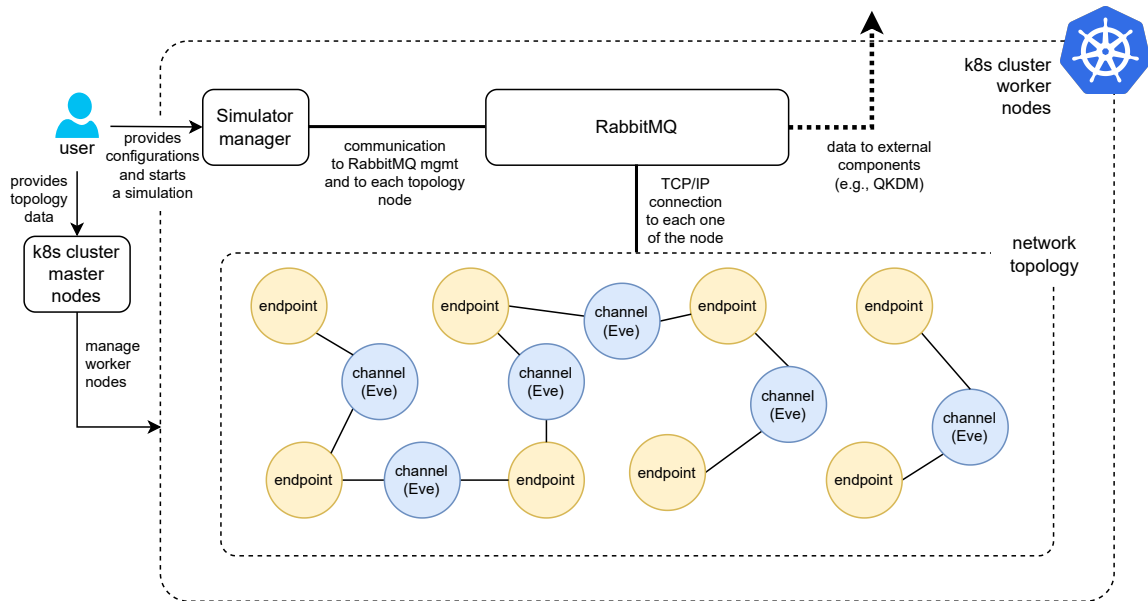 k8s cluster
worker
nodes
user
provides
configurations
and starts
a simulation
Simulator
manager
communication
to RabbitMQ mgmt
and to each topology
node
RabbitMQ
data to external
components
(e.g., QKDM)
TCP/IP
connection
to each one
of the node
provides
topology
data
k8s cluster
master
nodes
manage
worker
nodes
network
topology
endpoint
endpoint
channel
(Eve)
endpoint
endpoint
channel
(Eve)
channel
(Eve)
channel
(Eve)
channel
(Eve)
endpoint
channel
(Eve)
endpoint
endpoint
endpoint